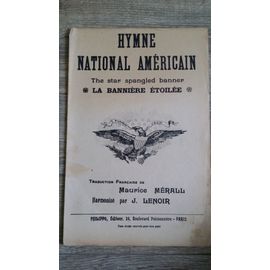 HYMNE
NATIONAL AMÉRICAIN
The star spangled banner
LA BANNIÈRE ÉTOILÉE
TRADUCTION FRANÇAISE DE
Maurice MÉRALL
Harmonisé par J. LENOIR
PHILIPPO, Éditeur, 24, Boulevard Poissonnière - PARIS